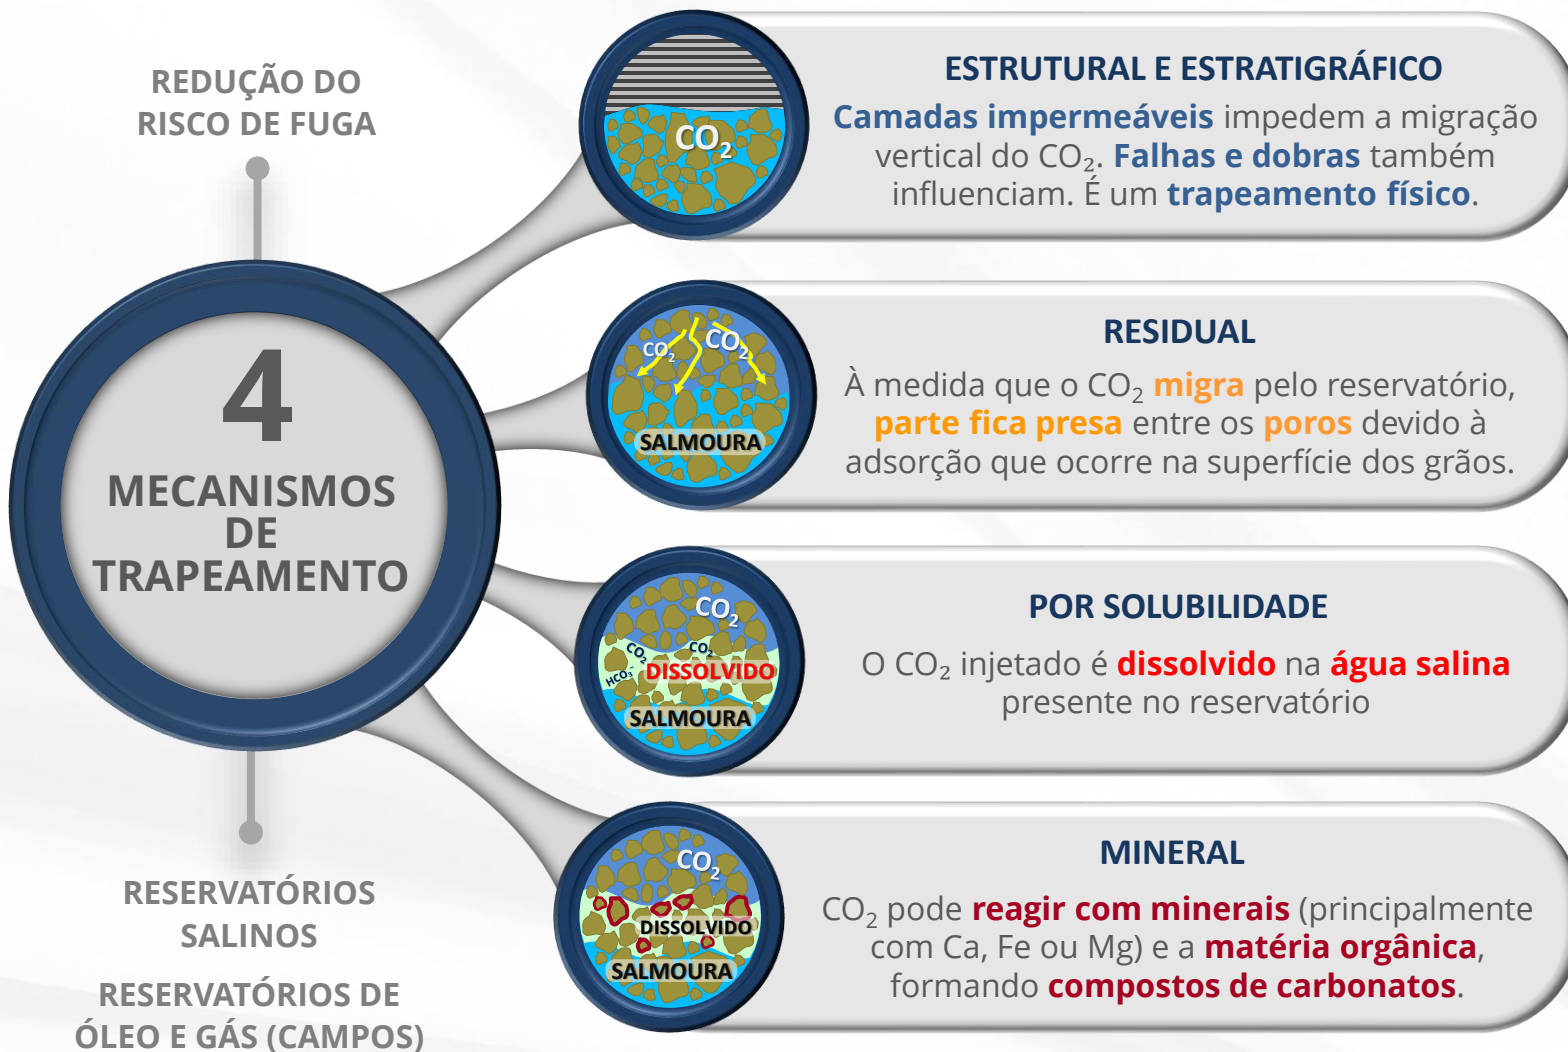 REDUÇÃO DO
RISCO DE FUGA
4
MECANISMOS
DE
TRAPEAMENTO
RESERVATÓRIOS
SALINOS
RESERVATÓRIOS DE
ÓLEO E GÁS (CAMPOS)
CO₂
ESTRUTURAL E ESTRATIGRÁFICO
Camadas impermeáveis impedem a migração
vertical do CO₂. Falhas e dobras também
influenciam. É um trapeamento físico.
CO₂
CO₂
SALMOURA
RESIDUAL
À medida que o CO₂ migra pelo reservatório,
parte fica presa entre os poros devido à
adsorção que ocorre na superfície dos grãos.
CO₂
CO₂
CO₂
HCO₃⁻
DISSOLVIDO
SALMOURA
POR SOLUBILIDADE
O CO₂ injetado é dissolvido na água salina
presente no reservatório
CO₂
DISSOLVIDO
SALMOURA
MINERAL
CO₂ pode reagir com minerais (principalmente
com Ca, Fe ou Mg) e a matéria orgânica,
formando compostos de carbonatos.